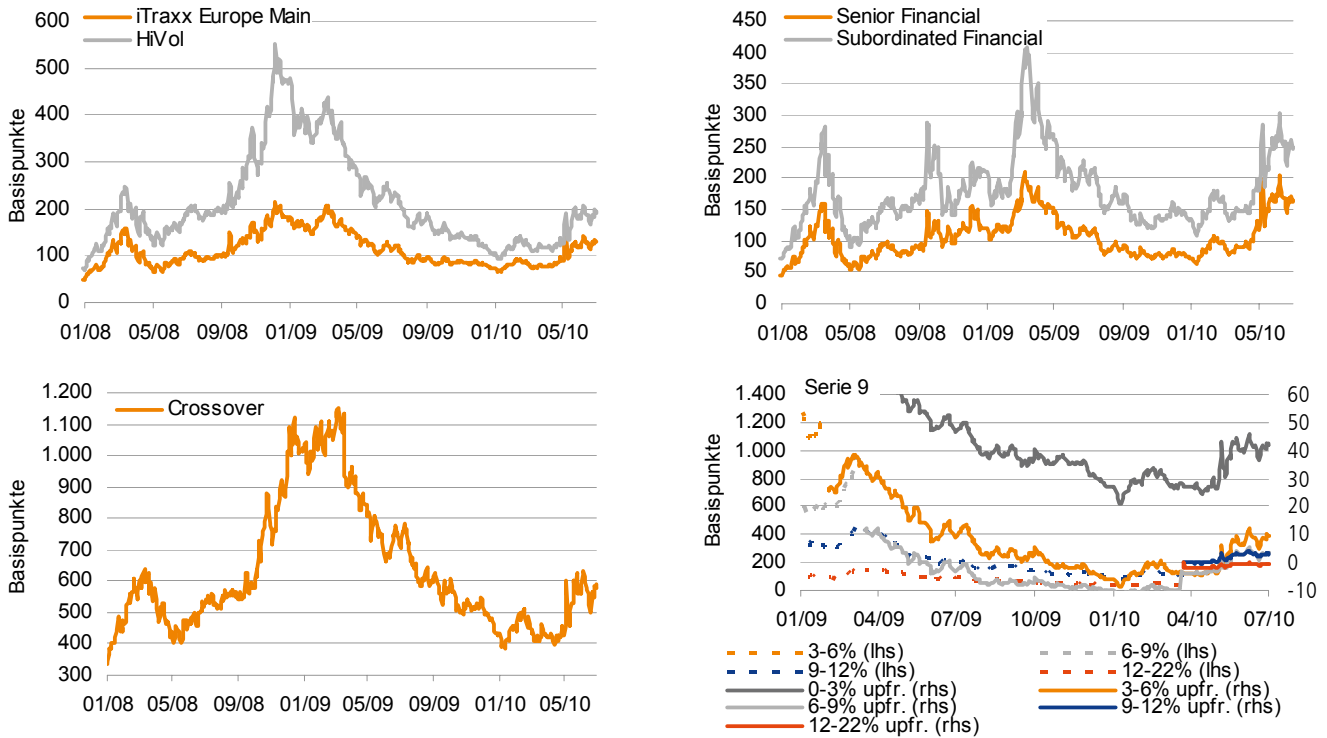 iTraxx Europe Main
HiVol
Basispunkte
600
500
400
300
200
100
0
01/08 05/08 09/08 01/09 05/09 09/09 01/10 05/10
Senior Financial
Subordinated Financial
Basispunkte
450
400
350
300
250
200
150
100
50
0
01/08 05/08 09/08 01/09 05/09 09/09 01/10 05/10
Crossover
Basispunkte
1.200
1.100
1.000
900
800
700
600
500
400
300
01/08 05/08 09/08 01/09 05/09 09/09 01/10 05/10
Serie 9
Basispunkte
1.400
1.200
1.000
800
600
400
200
0
60
50
40
30
20
10
0
-10
01/09 04/09 07/09 10/09 01/10 04/10 07/10
3-6% (lhs) 6-9% (lhs)
9-12% (lhs) 12-22% (lhs)
0-3% upfr. (rhs) 3-6% upfr. (rhs)
6-9% upfr. (rhs) 9-12% upfr. (rhs)
12-22% upfr. (rhs)